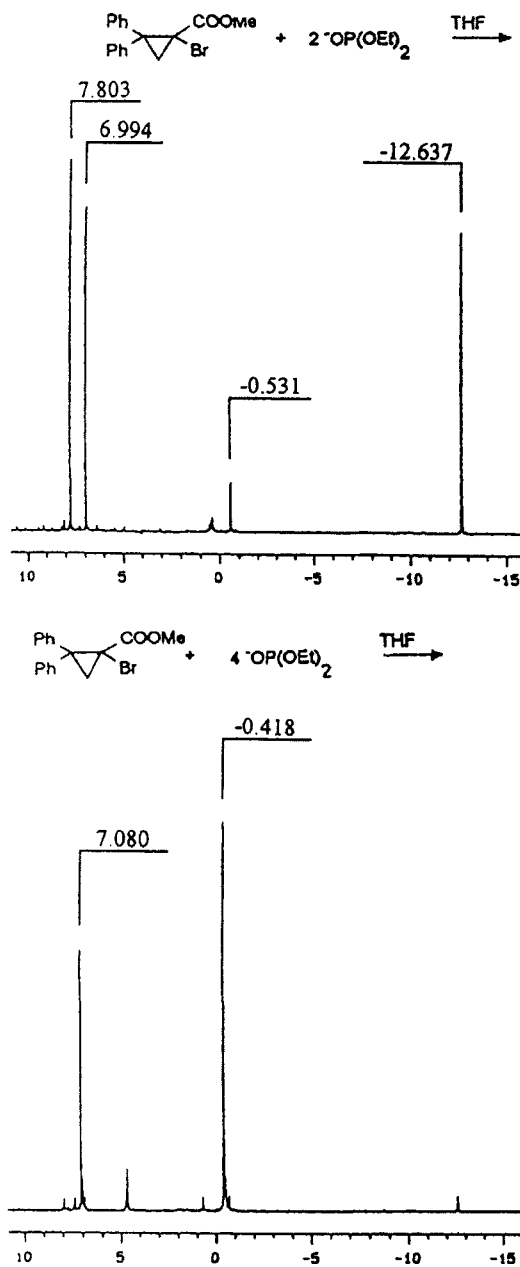 Ph COOMe THF
Ph Br + 2 ⁻OP(OEt)₂
7.803
6.994
-12.637
-0.531
10 5 0 -5 -10 -15
Ph COOMe THF
Ph Br + 4 ⁻OP(OEt)₂
-0.418
7.080
10 5 0 -5 -10 -15